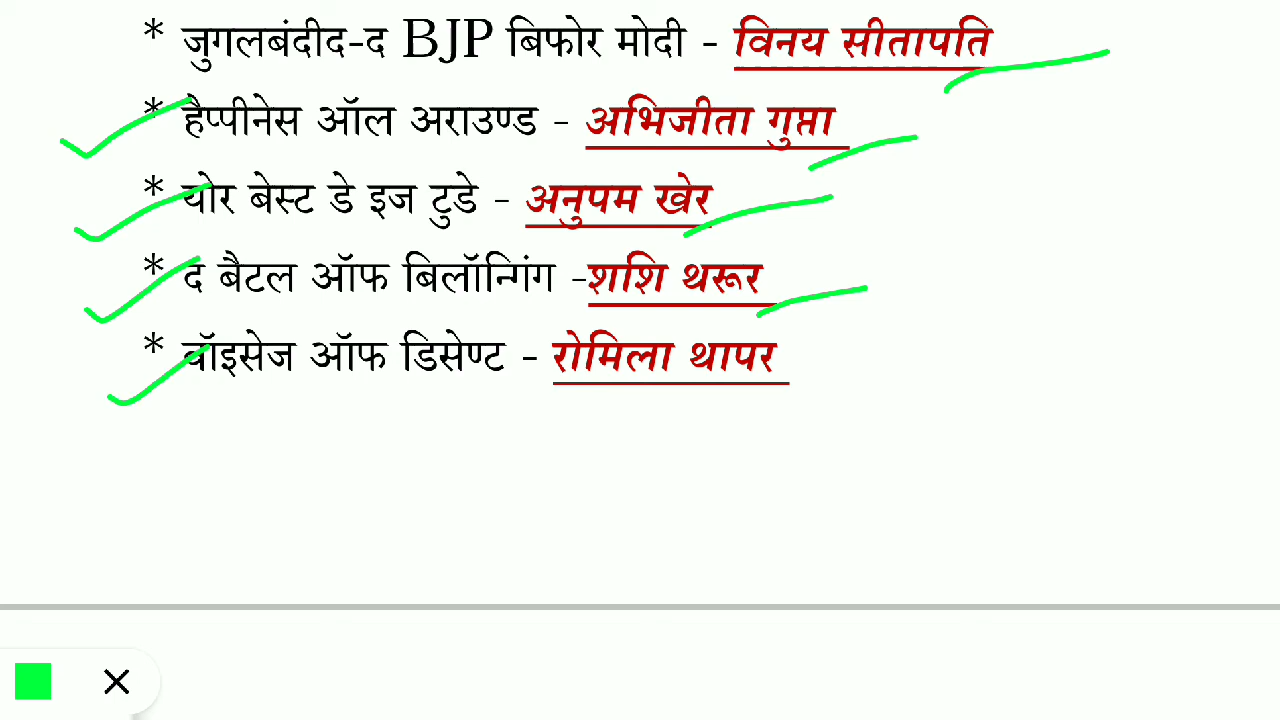 * जुगलबंदीद-द BJP बिफोर मोदी - विनय सीतापति
* हैप्पीनेस ऑल अराउण्ड - अभिजीता गुप्ता
* योर बेस्ट डे इज टुडे - अनुपम खेर
* द बैटल ऑफ बिलॉन्गिंग -शशि थरूर
* वॉइसेज ऑफ डिसेण्ट - रोमिला थापर